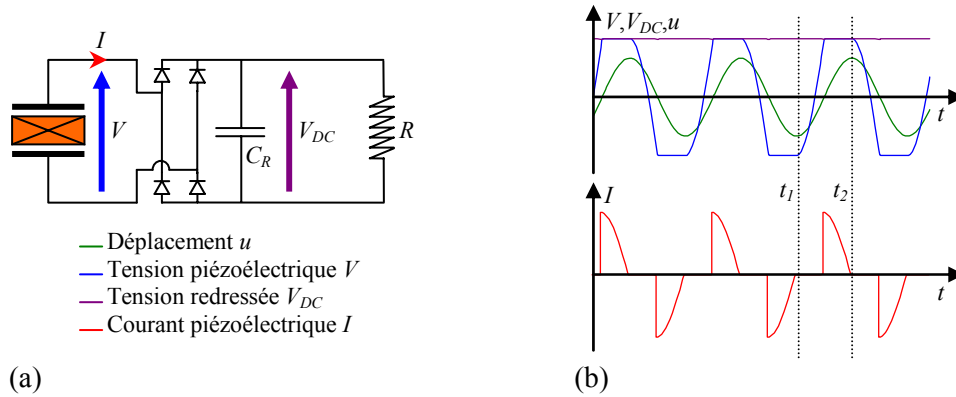 I
V
C_R
V_DC
R
Déplacement u
Tension piézoélectrique V
Tension redressée V_DC
Courant piézoélectrique I
(a)
V,V_DC,u
t
t_1
t_2
I
t
(b)